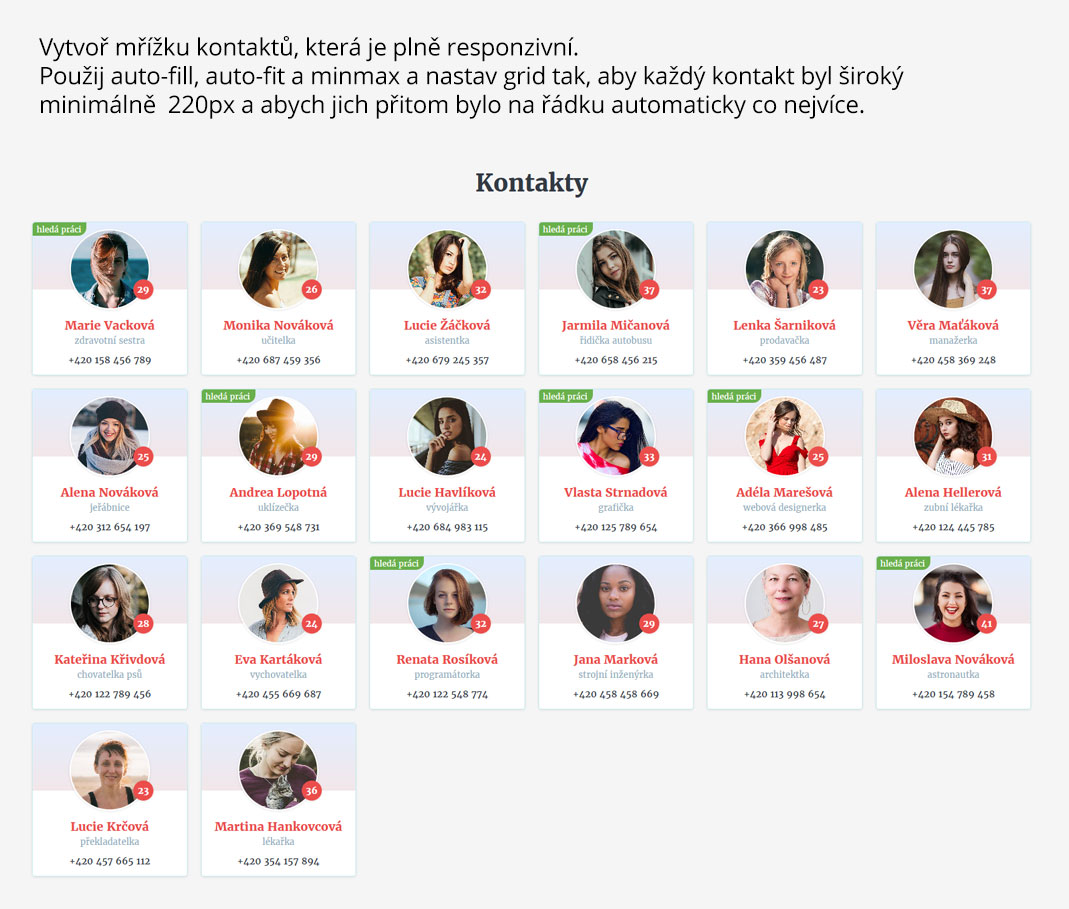 Vytvoř mřížku kontaktů, která je plně responzivní.
Použij auto-fill, auto-fit a minmax a nastav grid tak, aby každý kontakt byl široký
minimálně 220px a abych jich přitom bylo na řádku automaticky co nejvíce.
Kontakty
hledá práci
29
Marie Vacková
zdravotní sestra
+420 158 456 789
26
Monika Nováková
učitelka
+420 687 459 356
32
Lucie Žáčková
asistentka
+420 679 245 357
hledá práci
37
Jarmila Mičanová
řidička autobusu
+420 658 456 215
23
Lenka Šarniková
prodavačka
+420 359 456 487
37
Věra Maťáková
manažerka
+420 458 369 248
25
Alena Nováková
jeřábnice
+420 312 654 197
hledá práci
29
Andrea Lopotná
uklízečka
+420 369 548 731
24
Lucie Havlíková
vývojářka
+420 684 983 115
hledá práci
33
Vlasta Strnadová
grafička
+420 125 789 654
hledá práci
25
Adéla Marešová
webová designerka
+420 366 998 485
31
Alena Hellerová
zubní lékařka
+420 124 445 785
28
Kateřina Křivdová
chovatelka psů
+420 122 789 456
24
Eva Kartáková
vychovatelka
+420 455 669 687
hledá práci
32
Renata Rosíková
programátorka
+420 122 548 774
29
Jana Marková
strojní inženýrka
+420 458 458 669
27
Hana Olšanová
architektka
+420 113 998 654
hledá práci
41
Miloslava Nováková
astronautka
+420 154 789 458
23
Lucie Krčová
překladatelka
+420 457 665 112
36
Martina Hankovcová
lékařka
+420 354 157 894